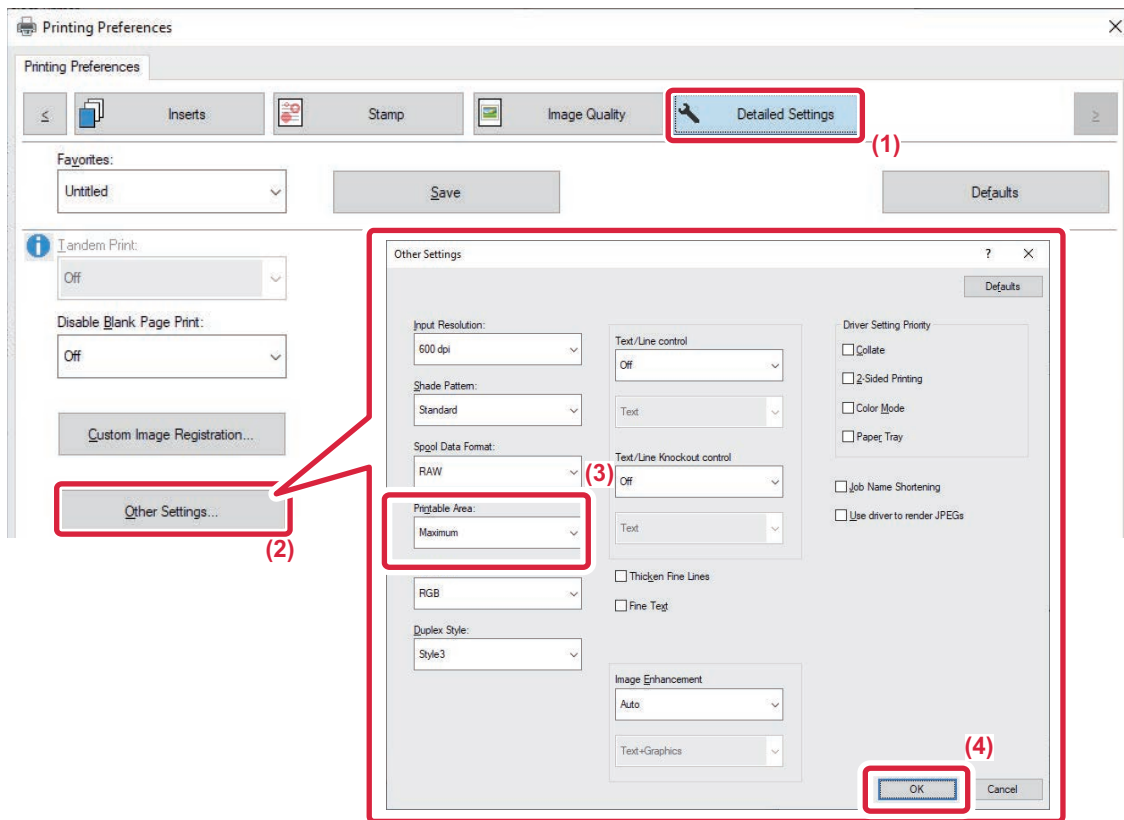 Printing Preferences
Printing Preferences
≤ Inserts Stamp Image Quality Detailed Settings ≥
(1)
Favorites:
Untitled Save Defaults
Tandem Print:
Off
Disable Blank Page Print:
Off
Custom Image Registration...
Other Settings...
(2)
Other Settings ?
Defaults
Input Resolution:
600 dpi
Shade Pattern:
Standard
Spool Data Format:
RAW
(3)
Printable Area:
Maximum
RGB
Duplex Style:
Style3
Text/Line control
Off
Text
Text/Line Knockout control
Off
Text
Thicken Fine Lines
Fine Text
Image Enhancement
Auto
Text+Graphics
Driver Setting Priority
Collate
2-Sided Printing
Color Mode
Paper Tray
Job Name Shortening
Use driver to render JPEGs
(4)
OK Cancel